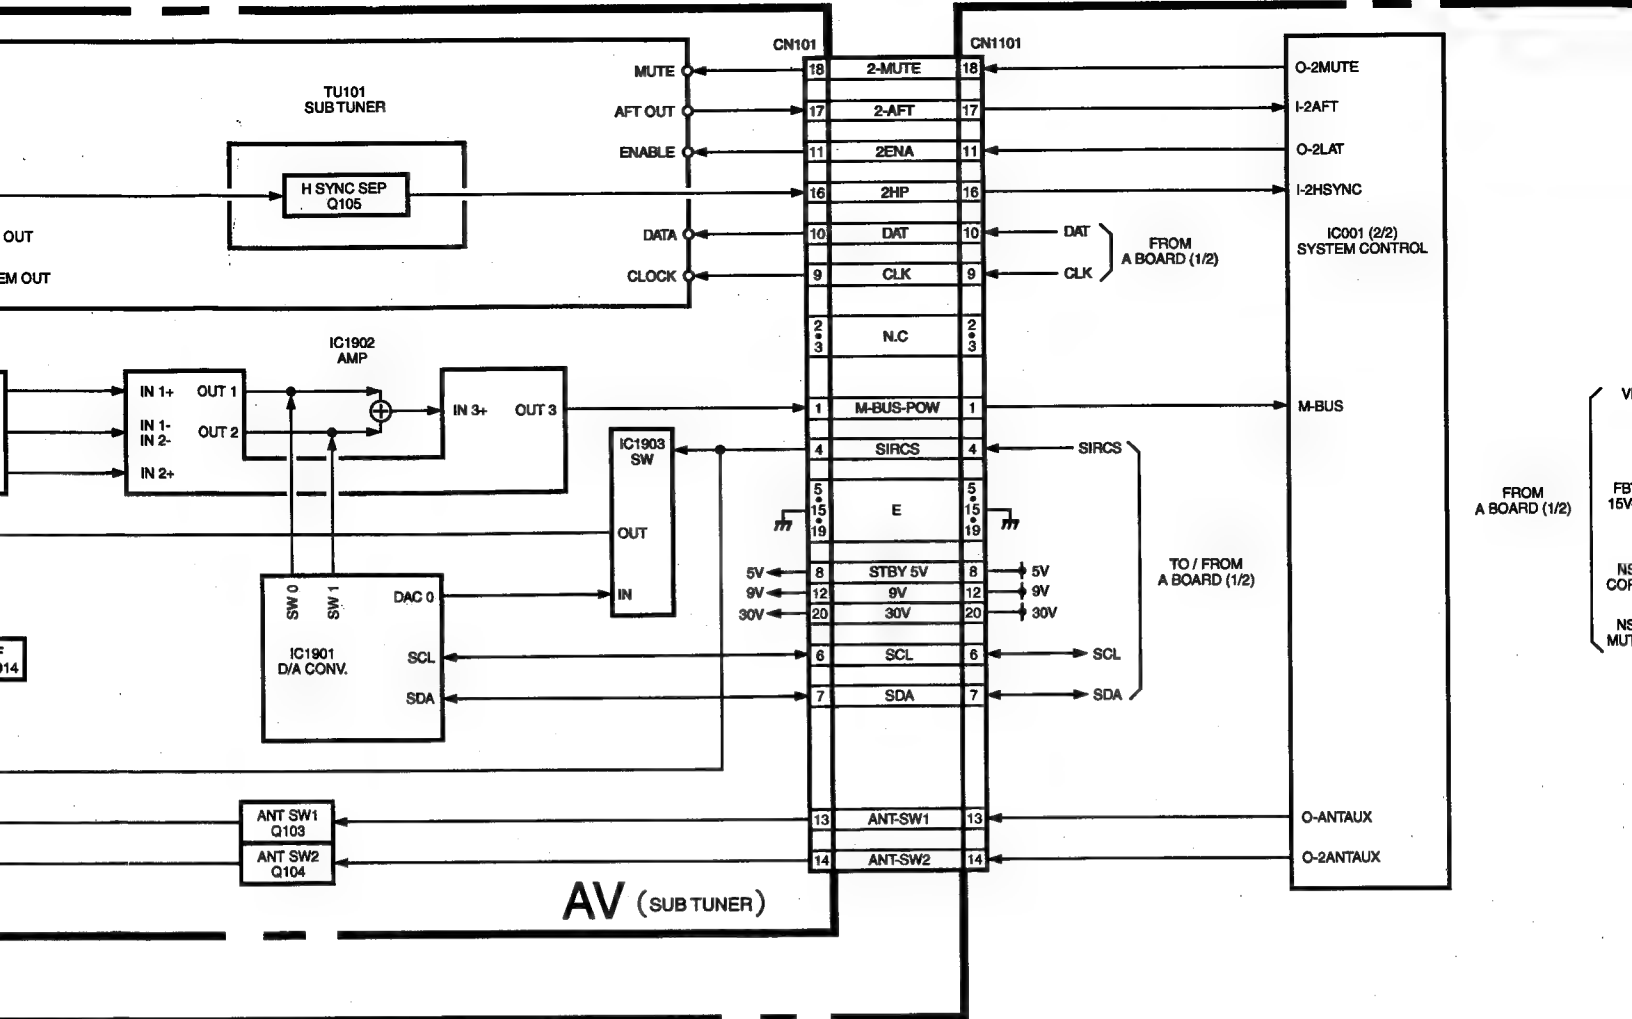 CN101
CN1101
MUTE
18
2-MUTE
18
O-2MUTE
TU101
SUB TUNER
AFT OUT
17
2-AFT
17
I-2AFT
ENABLE
11
2ENA
11
O-2LAT
H SYNC SEP
Q105
16
2HP
16
I-2HSYNC
OUT
DATA
10
DAT
10
DAT
FROM
A BOARD (1/2)
IC001 (2/2)
SYSTEM CONTROL
EM OUT
CLOCK
9
CLK
9
CLK
2
3
N.C
2
3
IC1902
AMP
IN 1+
OUT 1
IN 1-
IN 2-
OUT 2
IN 2+
IN 3+
OUT 3
1
M-BUS-POW
1
M-BUS
IC1903
SW
4
SIRCS
4
SIRCS
5
15
19
E
5
15
19
FROM
A BOARD (1/2)
15V
OUT
5V
8
STBY 5V
8
5V
TO / FROM
A BOARD (1/2)
9V
12
9V
12
9V
30V
20
30V
20
30V
SW 0
SW 1
DAC 0
IN
NS
COR
IC1901
D/A CONV.
SCL
6
SCL
6
SCL
NS
MUT
F
014
SDA
7
SDA
7
SDA
ANT SW1
Q103
13
ANT-SW1
13
O-ANTAUX
ANT SW2
Q104
14
ANT-SW2
14
O-2ANTAUX
AV (SUB TUNER)